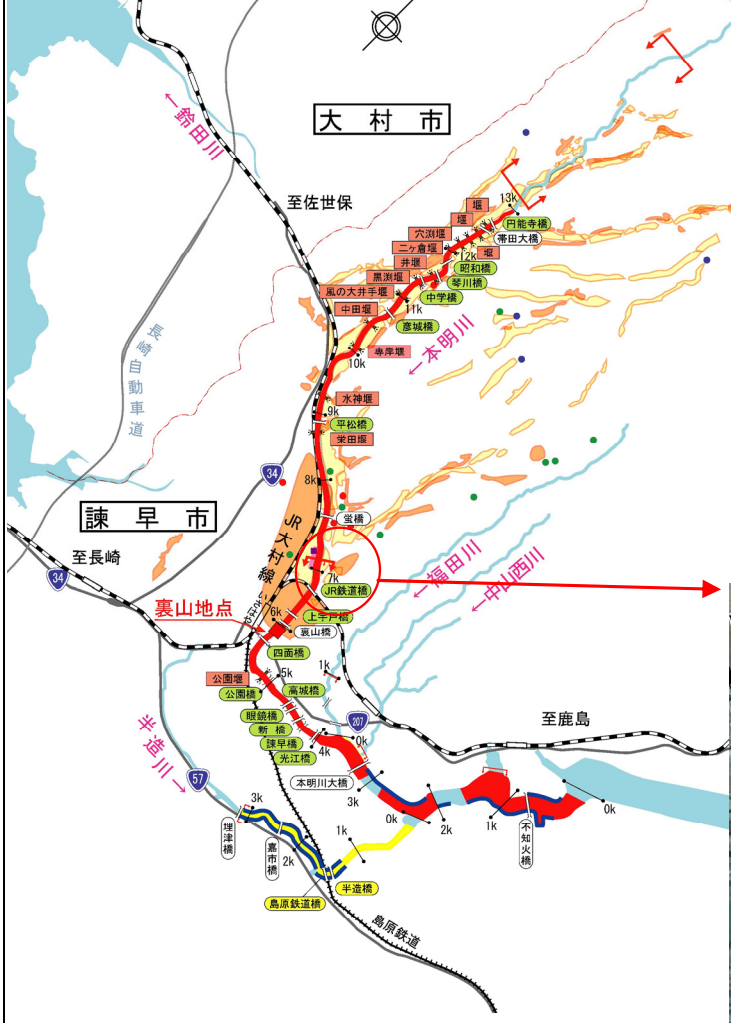 大村市
←鈴田川
至佐世保
13k
堰
円能寺橋
堰
帯田大橋
穴渕堰
堰
二ヶ倉堰
12k
昭和橋
井堰
琴川橋
黒渕堰
中学橋
風の大井手堰
11k
中田堰
彦城橋
←本明川
専岸堰
10k
長崎自動車道
水神堰
9k
平松橋
栄田堰
34
8k
諫早市
JR大村線
蛍橋
至長崎
34
←福田川
←中山西川
7k
JR鉄道橋
いさはや
裏山地点
6k
上宇戸橋
裏山橋
四面橋
1k
公園堰
5k
公園橋
高城橋
眼鏡橋
207
至鹿島
新橋
0k
諫早橋
4k
光江橋
半造川→
57
本明川大橋
3k
3k
0k
2k
1k
0k
不知火橋
埋津橋
嘉市橋
2k
1k
半造橋
島原鉄道橋
島原鉄道